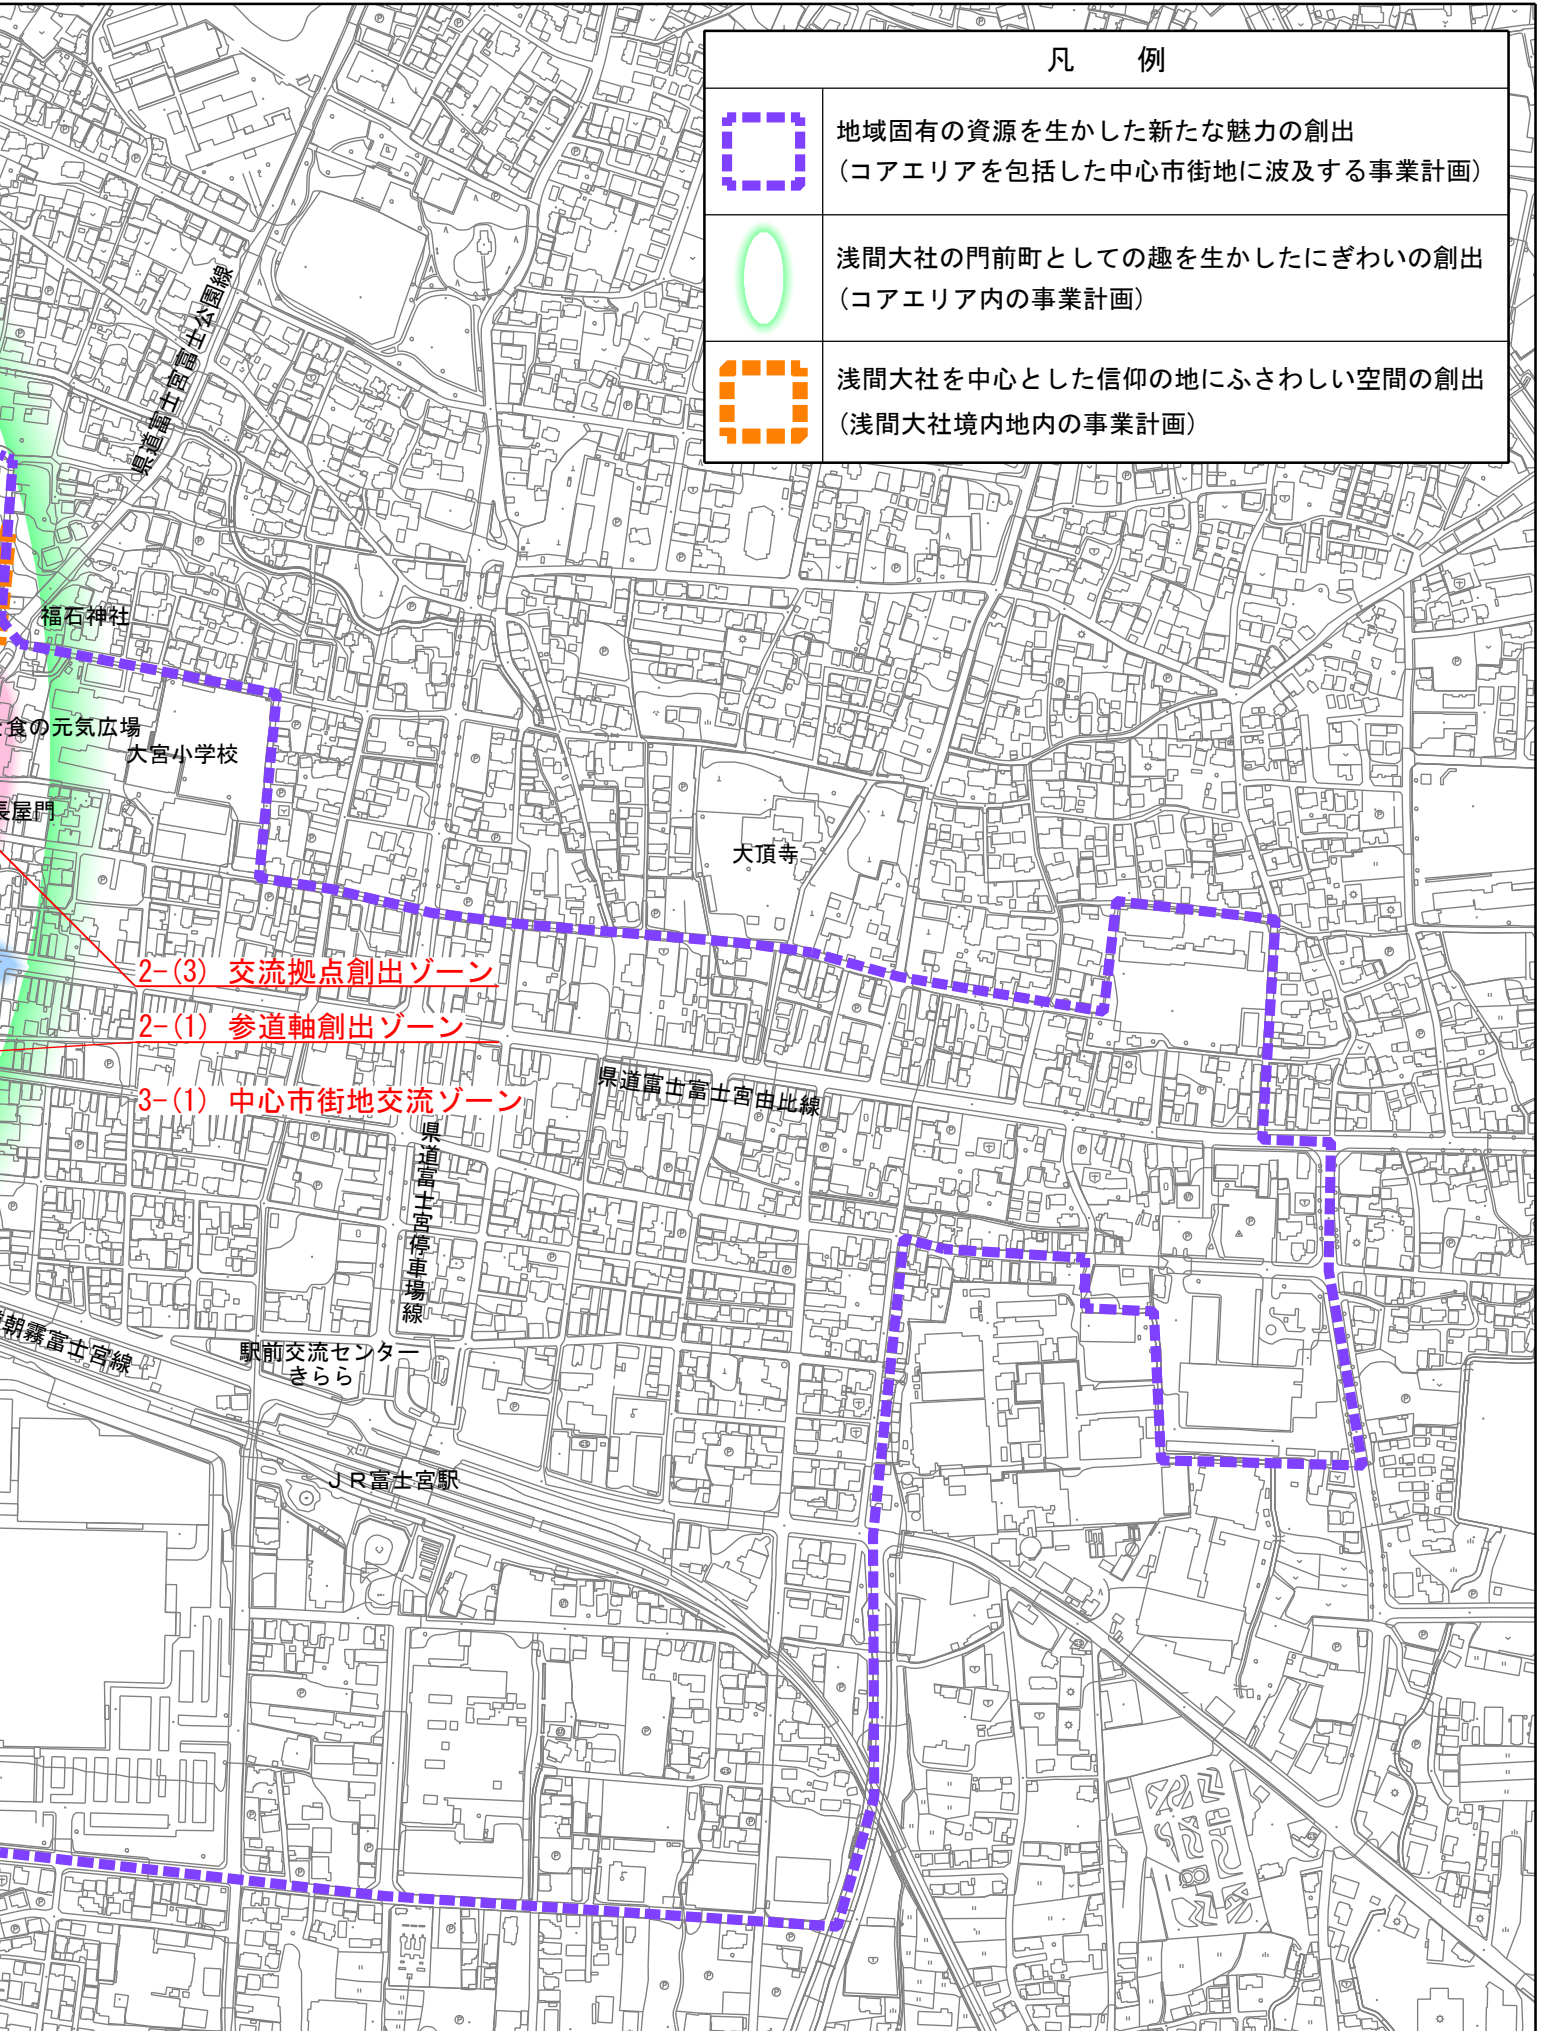 凡 例
地域固有の資源を生かした新たな魅力の創出
(コアエリアを包括した中心市街地に波及する事業計画)
浅間大社の門前町としての趣を生かしたにぎわいの創出
(コアエリア内の事業計画)
浅間大社を中心とした信仰の地にふさわしい空間の創出
(浅間大社境内地内の事業計画)
県道富士宮富士公園線
福石神社
食の元気広場
大宮小学校
長屋門
大頂寺
2-(3) 交流拠点創出ゾーン
2-(1) 参道軸創出ゾーン
県道富士富士宮由比線
3-(1) 中心市街地交流ゾーン
県道富士宮停車場線
朝霧富士宮線
駅前交流センター
きらら
JR富士宮駅